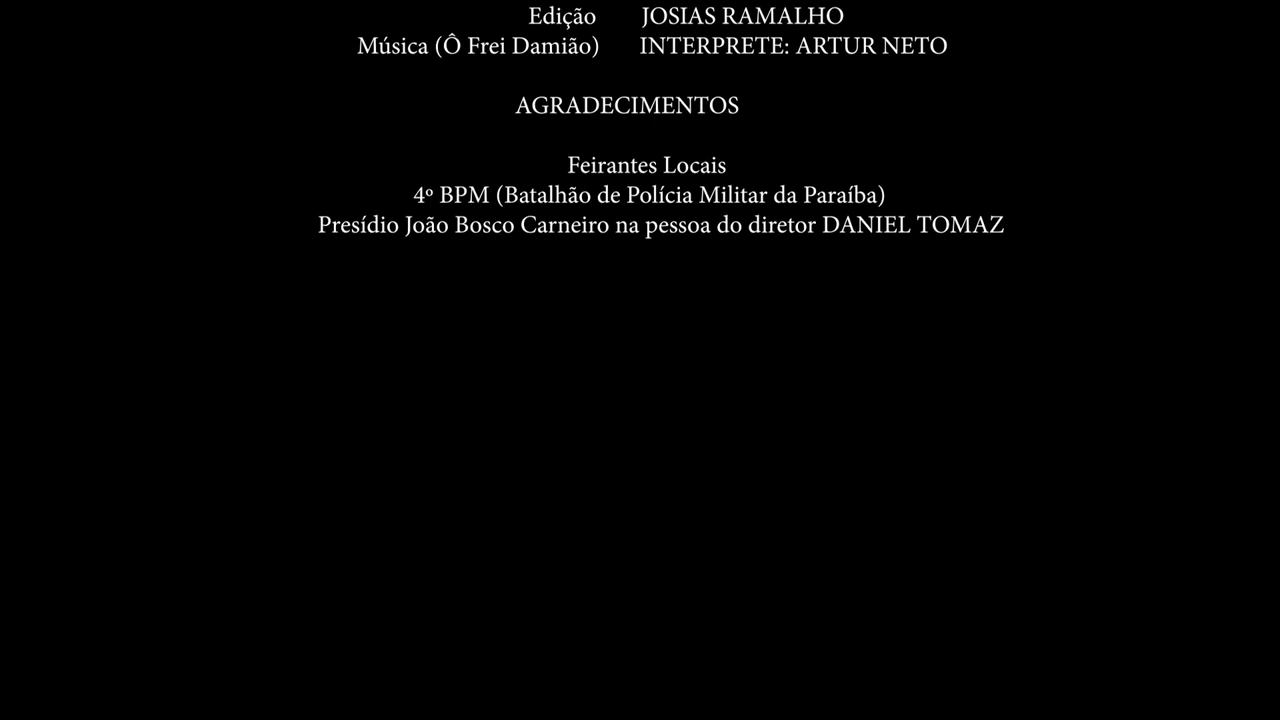 Edição JOSIAS RAMALHO
Música (Ô Frei Damião) INTERPRETE: ARTUR NETO
AGRADECIMENTOS
Feirantes Locais
4º BPM (Batalhão de Polícia Militar da Paraíba)
Presídio João Bosco Carneiro na pessoa do diretor DANIEL TOMAZ